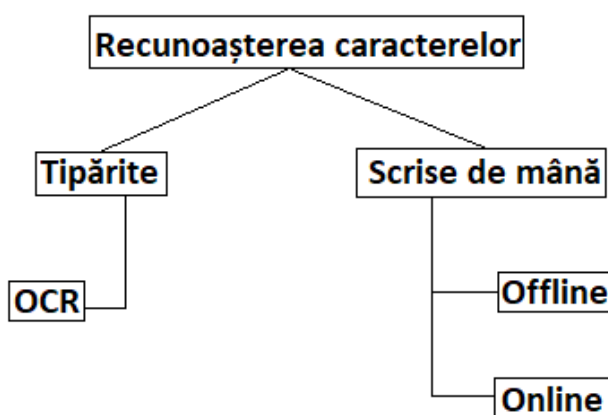 Recunoașterea caracterelor
Tipărite
Scrise de mână
OCR
Offline
Online